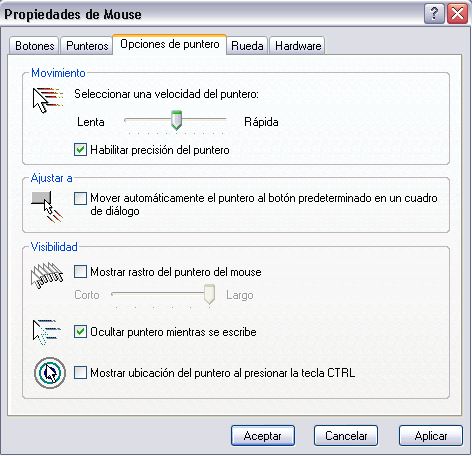 Propiedades de Mouse
Botones
Punteros
Opciones de puntero
Rueda
Hardware
Movimiento
Seleccionar una velocidad del puntero:
Lenta
Rápida
Habilitar precisión del puntero
Ajustar a
Mover automáticamente el puntero al botón predeterminado en un cuadro
de diálogo
Visibilidad
Mostrar rastro del puntero del mouse
Corto
Largo
Ocultar puntero mientras se escribe
Mostrar ubicación del puntero al presionar la tecla CTRL
Aceptar
Cancelar
Aplicar